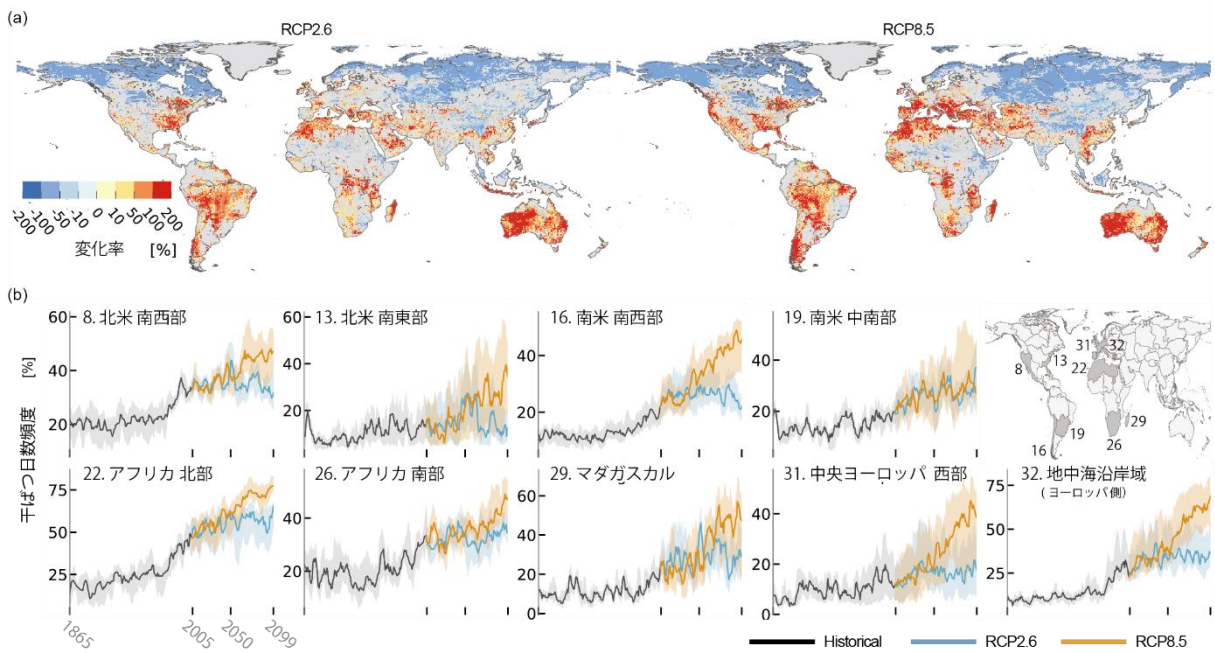 (a)
RCP2.6
RCP8.5
-200
-100
-50
-10
0
10
50
100
200
変化率 [%]
(b)
干ばつ日数頻度 [%]
8. 北米 南西部
60
40
20
13. 北米 南東部
60
40
20
16. 南米 南西部
60
40
20
19. 南米 中南部
60
40
20
31
32
13
8
22
29
19
26
16
22. アフリカ 北部
75
50
25
26. アフリカ 南部
60
40
20
29. マダガスカル
60
40
20
0
31. 中央ヨーロッパ 西部
60
40
20
0
32. 地中海沿岸域
(ヨーロッパ側)
75
50
25
1865
2005
2050
2099
Historical
RCP2.6
RCP8.5